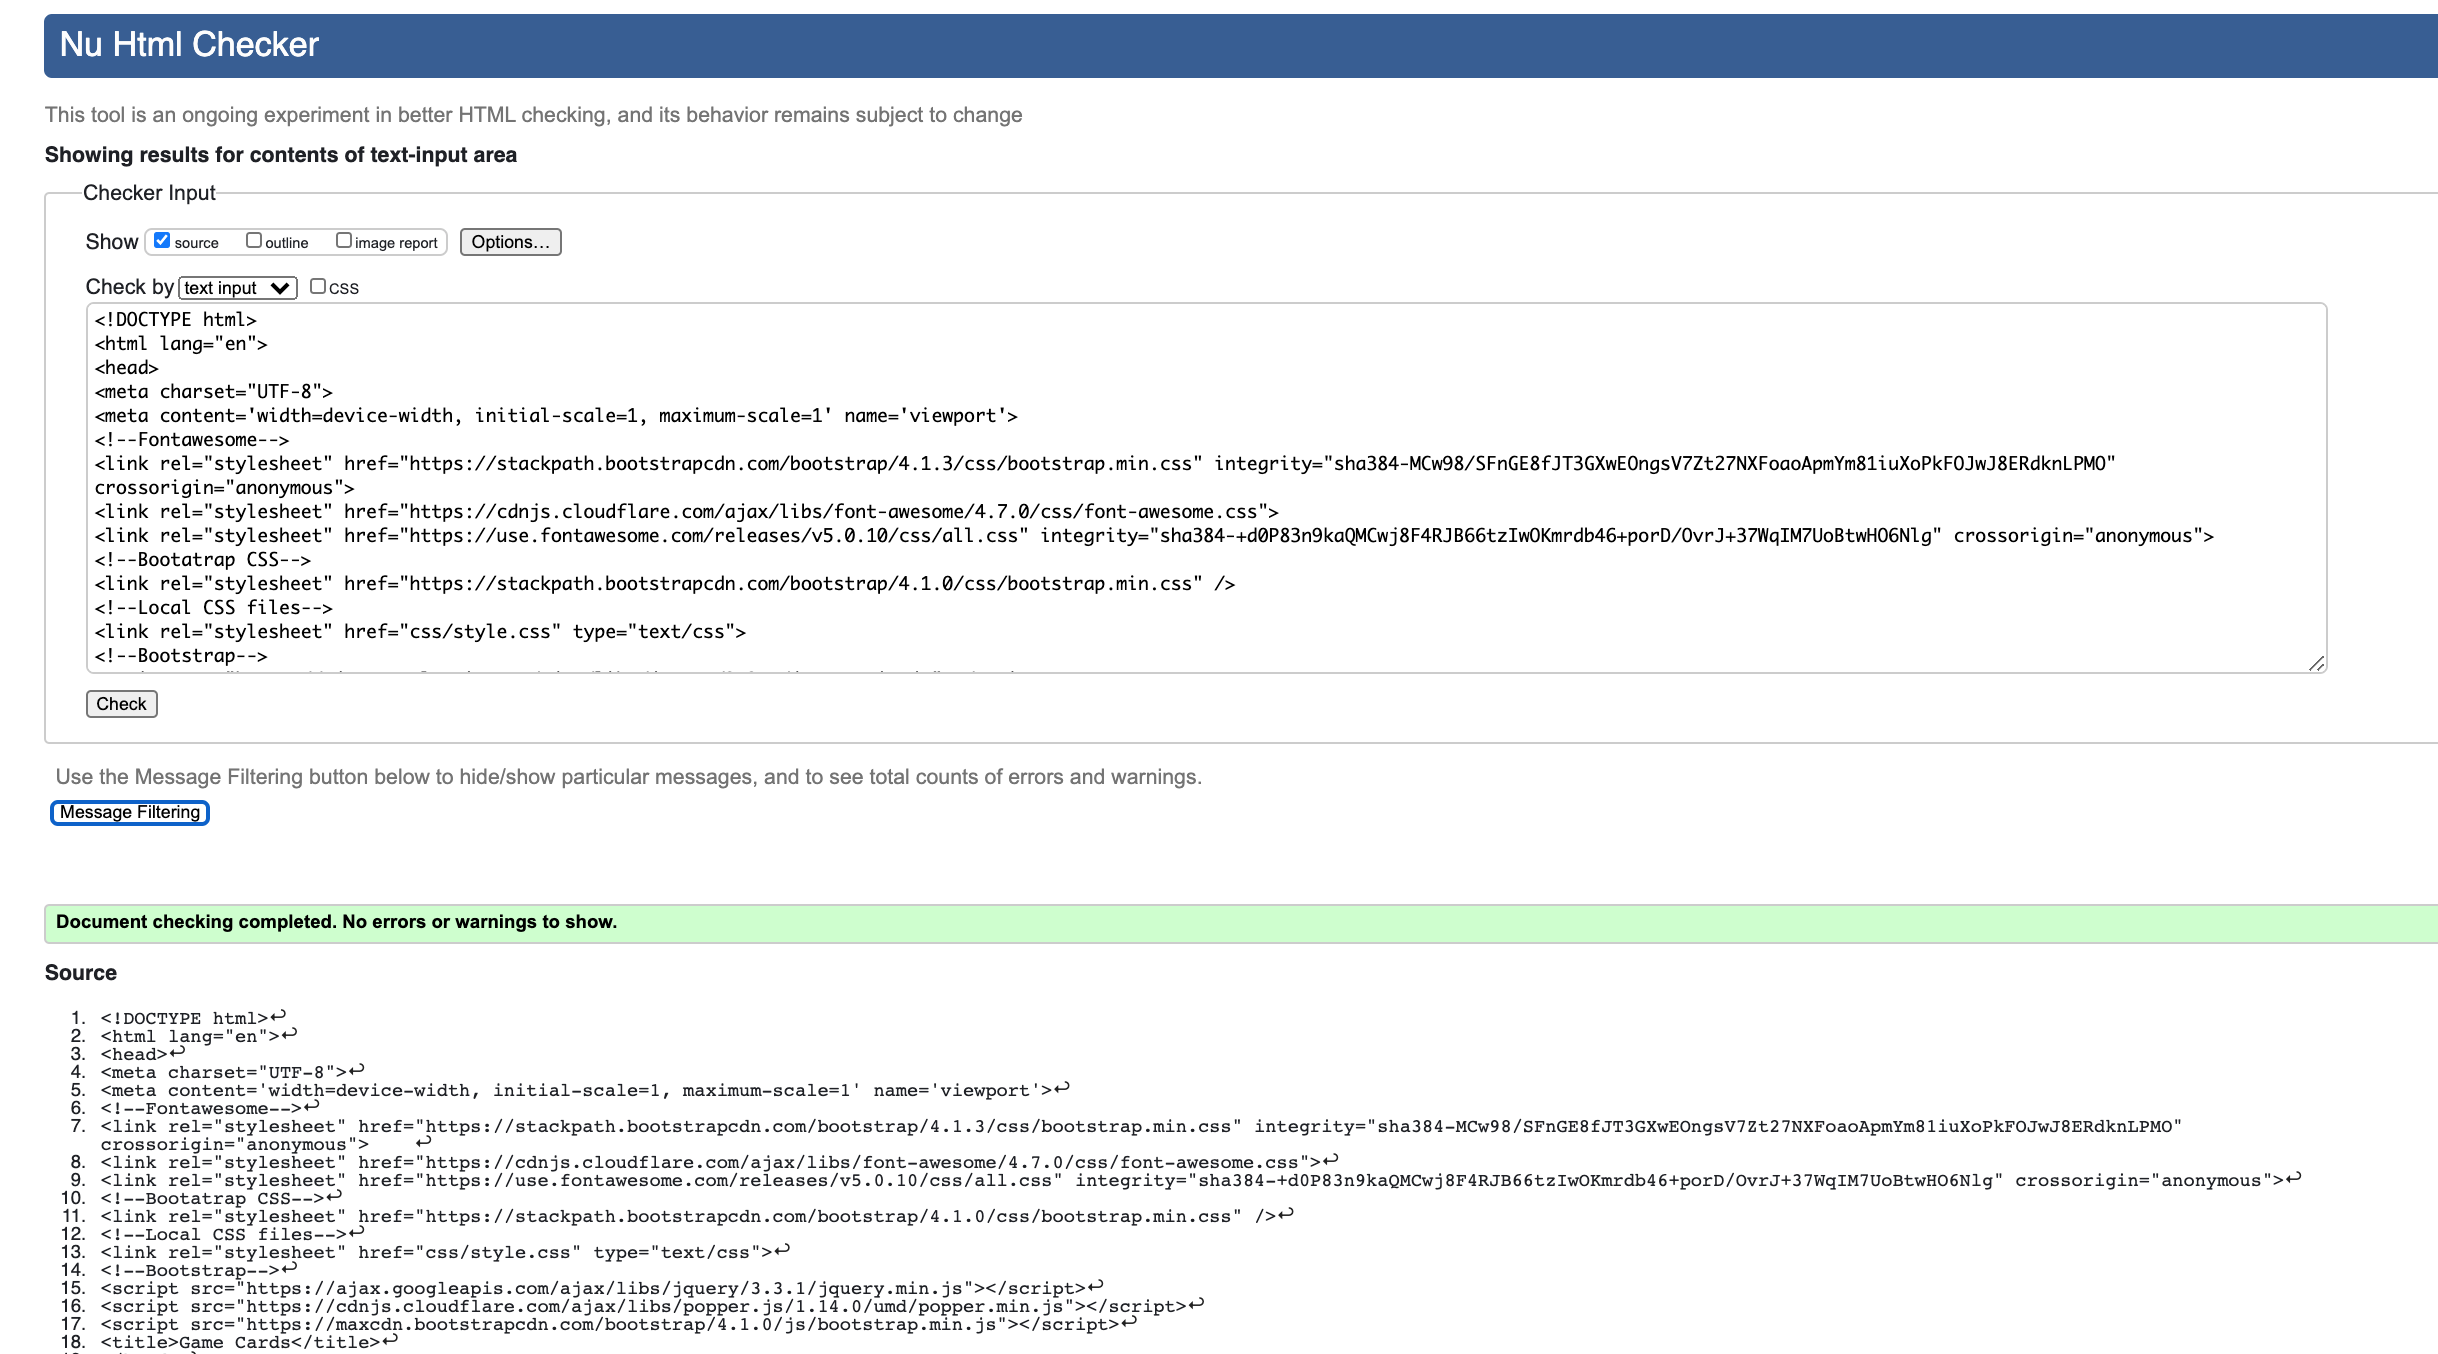 Nu Html Checker
This tool is an ongoing experiment in better HTML checking, and its behavior remains subject to change
Showing results for contents of text-input area
Checker Input
Show source outline image report Options...
Check by text input css
<!DOCTYPE html>
<html lang="en">
<head>
<meta charset="UTF-8">
<meta content='width=device-width, initial-scale=1, maximum-scale=1' name='viewport'>
<!--Fontawesome-->
<link rel="stylesheet" href="https://stackpath.bootstrapcdn.com/bootstrap/4.1.3/css/bootstrap.min.css" integrity="sha384-MCw98/SFnGE8fJT3GXwEOngsV7Zt27NXFoaoApmYm81iuXoPkFOJwJ8ERdknLPMO"
crossorigin="anonymous">
<link rel="stylesheet" href="https://cdnjs.cloudflare.com/ajax/libs/font-awesome/4.7.0/css/font-awesome.css">
<link rel="stylesheet" href="https://use.fontawesome.com/releases/v5.0.10/css/all.css" integrity="sha384-+d0P83n9kaQMCwj8F4RJB66tzIwOKmrdb46+porD/OvrJ+37WqIM7UoBtwHO6Nlg" crossorigin="anonymous">
<!--Bootatrap CSS-->
<link rel="stylesheet" href="https://stackpath.bootstrapcdn.com/bootstrap/4.1.0/css/bootstrap.min.css" />
<!--Local CSS files-->
<link rel="stylesheet" href="css/style.css" type="text/css">
<!--Bootstrap-->
Check
Use the Message Filtering button below to hide/show particular messages, and to see total counts of errors and warnings.
Message Filtering
Document checking completed. No errors or warnings to show.
Source
1. <!DOCTYPE html>↩
2. <html lang="en">↩
3. <head>↩
4. <meta charset="UTF-8">↩
5. <meta content='width=device-width, initial-scale=1, maximum-scale=1' name='viewport'>↩
6. <!--Fontawesome-->↩
7. <link rel="stylesheet" href="https://stackpath.bootstrapcdn.com/bootstrap/4.1.3/css/bootstrap.min.css" integrity="sha384-MCw98/SFnGE8fJT3GXwEOngsV7Zt27NXFoaoApmYm81iuXoPkFOJwJ8ERdknLPMO"
crossorigin="anonymous"> ↩
8. <link rel="stylesheet" href="https://cdnjs.cloudflare.com/ajax/libs/font-awesome/4.7.0/css/font-awesome.css">↩
9. <link rel="stylesheet" href="https://use.fontawesome.com/releases/v5.0.10/css/all.css" integrity="sha384-+d0P83n9kaQMCwj8F4RJB66tzIwOKmrdb46+porD/OvrJ+37WqIM7UoBtwHO6Nlg" crossorigin="anonymous">↩
10. <!--Bootatrap CSS-->↩
11. <link rel="stylesheet" href="https://stackpath.bootstrapcdn.com/bootstrap/4.1.0/css/bootstrap.min.css" />↩
12. <!--Local CSS files-->↩
13. <link rel="stylesheet" href="css/style.css" type="text/css">↩
14. <!--Bootstrap-->↩
15. <script src="https://ajax.googleapis.com/ajax/libs/jquery/3.3.1/jquery.min.js"></script>↩
16. <script src="https://cdnjs.cloudflare.com/ajax/libs/popper.js/1.14.0/umd/popper.min.js"></script>↩
17. <script src="https://maxcdn.bootstrapcdn.com/bootstrap/4.1.0/js/bootstrap.min.js"></script>↩
18. <title>Game Cards</title>↩